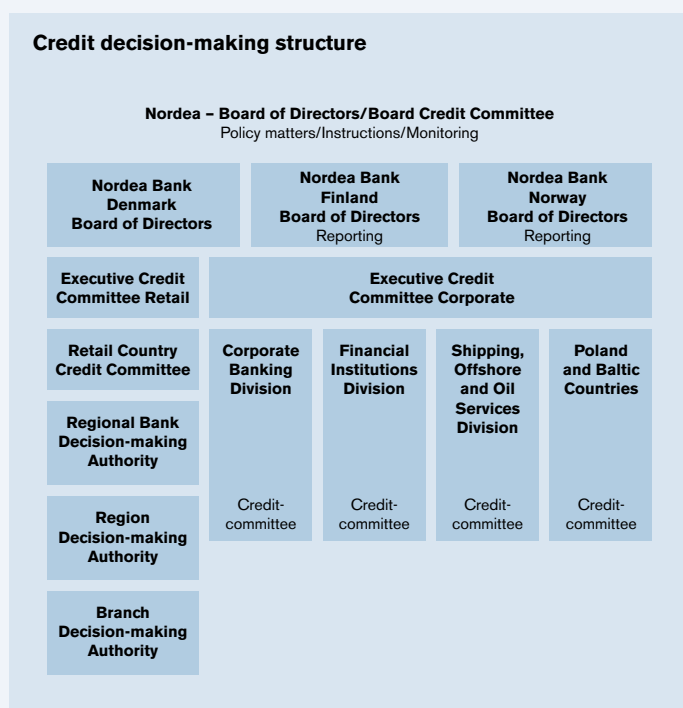 Credit decision-making structure
Nordea – Board of Directors/Board Credit Committee
Policy matters/Instructions/Monitoring
Nordea Bank
Denmark
Board of Directors
Nordea Bank
Finland
Board of Directors
Reporting
Nordea Bank
Norway
Board of Directors
Reporting
Executive Credit
Committee Retail
Executive Credit
Committee Corporate
Retail Country
Credit Committee
Corporate
Banking
Division
Financial
Institutions
Division
Shipping,
Offshore
and Oil
Services
Division
Poland
and Baltic
Countries
Regional Bank
Decision-making
Authority
Credit-
committee
Credit-
committee
Credit-
committee
Credit-
committee
Region
Decision-making
Authority
Branch
Decision-making
Authority